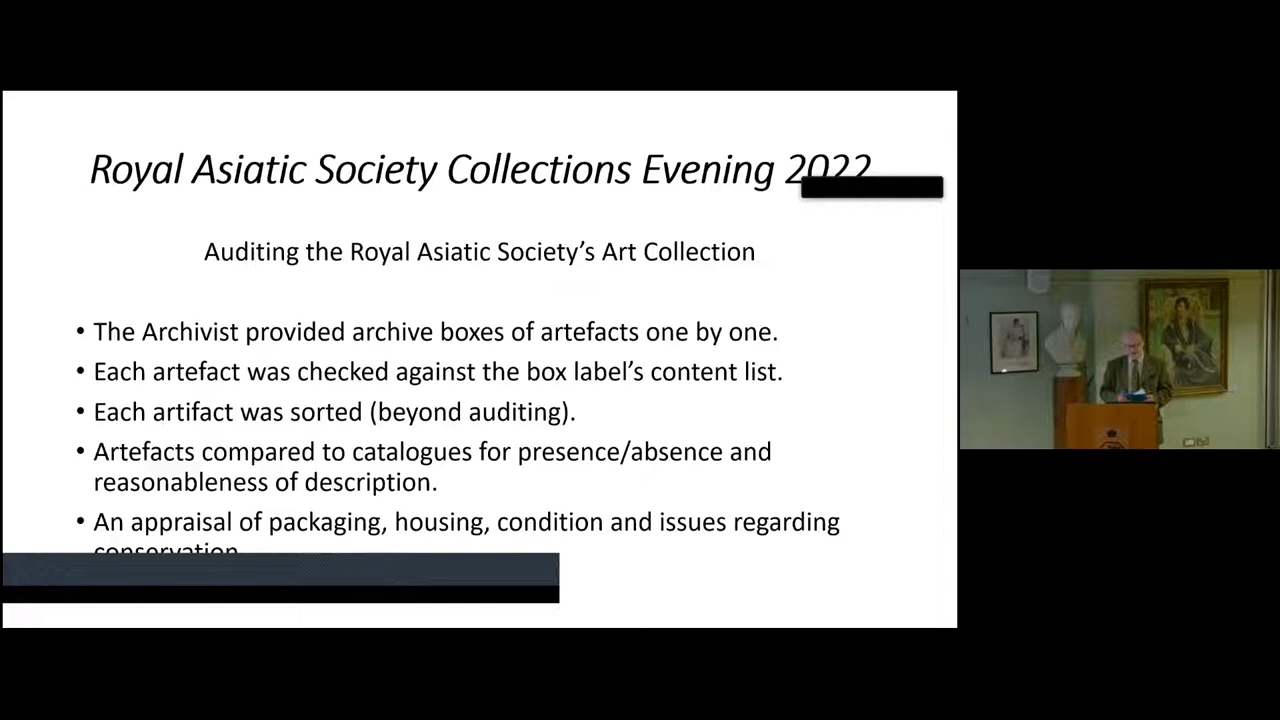 Royal Asiatic Society Collections Evening 2022
Auditing the Royal Asiatic Society’s Art Collection
• The Archivist provided archive boxes of artefacts one by one.
• Each artefact was checked against the box label’s content list.
• Each artifact was sorted (beyond auditing).
• Artefacts compared to catalogues for presence/absence and
reasonableness of description.
• An appraisal of packaging, housing, condition and issues regarding
conservation